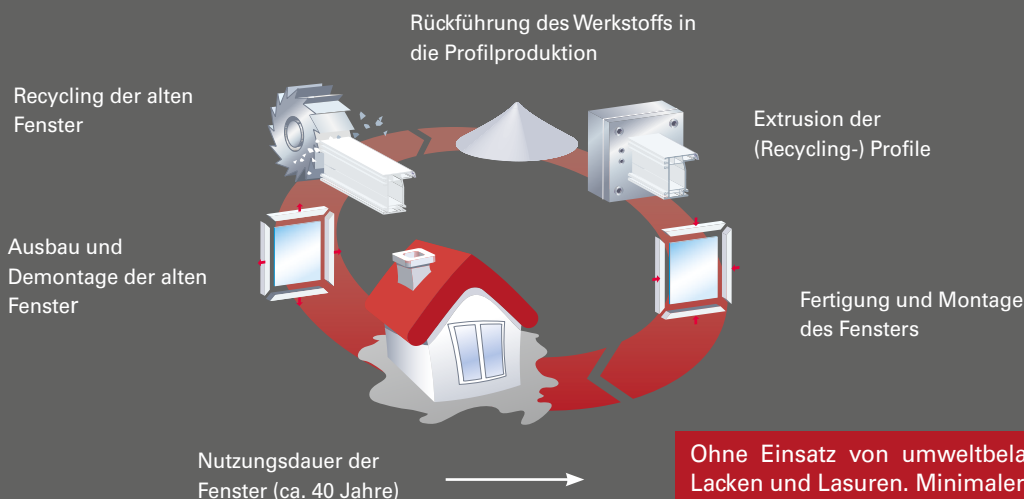 Rückführung des Werkstoffs in
die Profilproduktion
Recycling der alten
Fenster
Extrusion der
(Recycling-) Profile
Ausbau und
Demontage der alten
Fenster
Fertigung und Montage
des Fensters
Nutzungsdauer der
Fenster (ca. 40 Jahre)
Ohne Einsatz von
Lacken und Lasuren. Minimaler